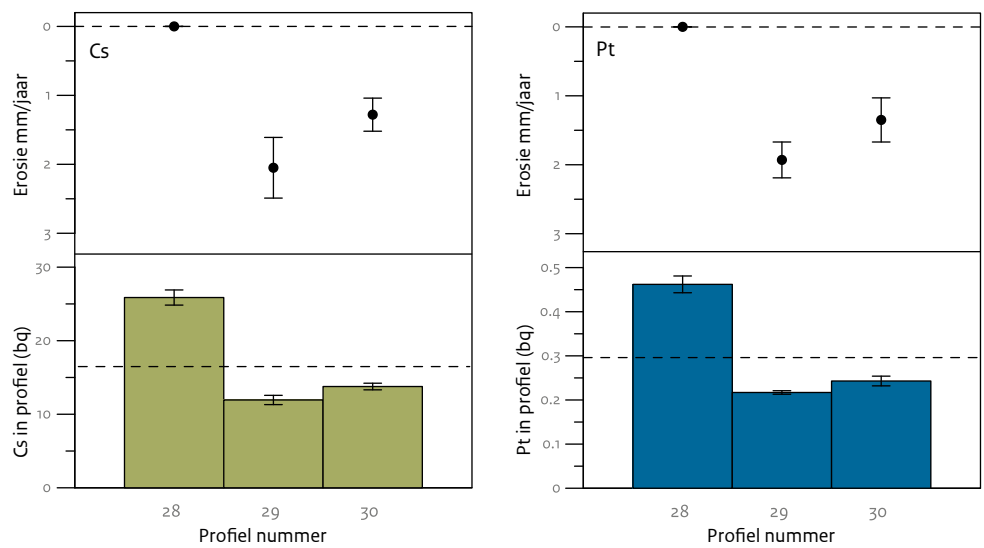 Cs
Erosie mm/jaar
0
1
2
3
Cs in profiel (bq)
30
20
10
0
28 29 30
Profiel nummer
Pt
Erosie mm/jaar
0
1
2
3
Pt in profiel (bq)
0.5
0.4
0.3
0.2
0.1
0
28 29 30
Profiel nummer